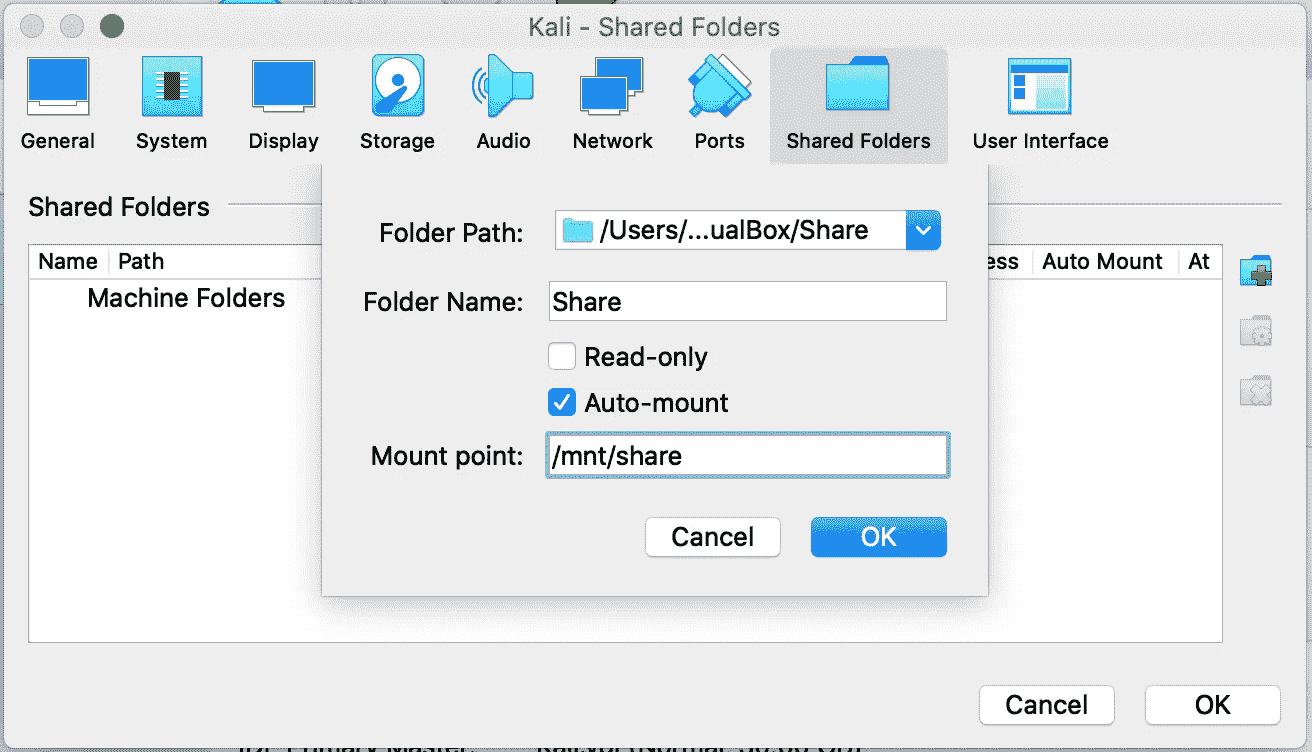 Kali - Shared Folders
General System Display Storage Audio Network Ports Shared Folders User Interface
Shared Folders
Folder Path: /Users/...ualBox/Share
Name Path ess Auto Mount At
Machine Folders
Folder Name: Share
Read-only
Auto-mount
Mount point: /mnt/share
Cancel OK
Cancel OK